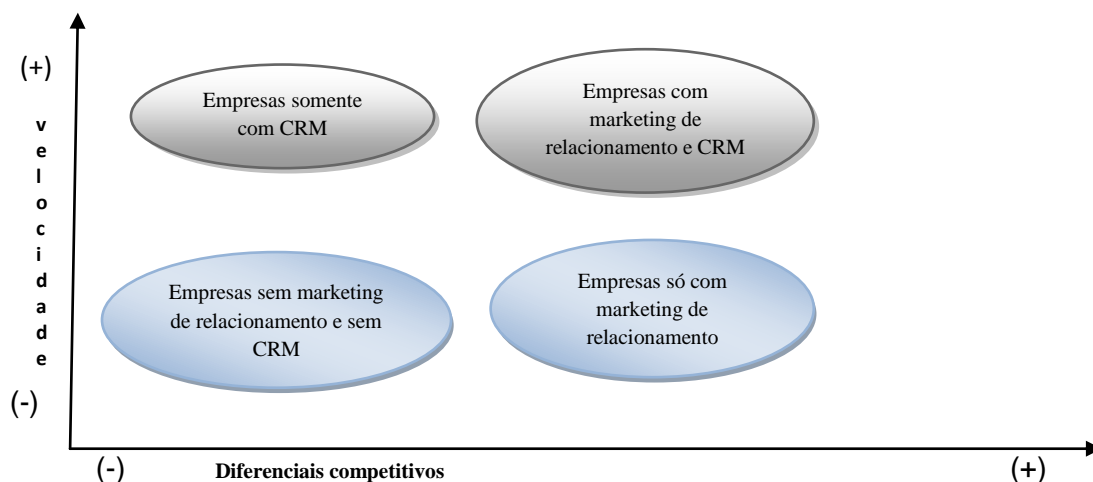 (+)
velocidade
(-)
Empresas somente
com CRM
Empresas com
marketing de
relacionamento e CRM
Empresas sem marketing
de relacionamento e sem
CRM
Empresas só com
marketing de
relacionamento
(-)
Diferenciais competitivos
(+)